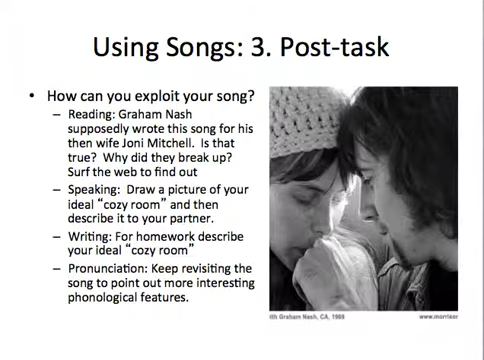 Using Songs: 3. Post-task
• How can you exploit your song?
– Reading: Graham Nash
supposedly wrote this song for his
then wife Joni Mitchell. Is that
true? Why did they break up?
Surf the web to find out
– Speaking: Draw a picture of your
ideal “cozy room” and then
describe it to your partner.
– Writing: For homework describe
your ideal “cozy room”
– Pronunciation: Keep revisiting the
song to point out more interesting
phonological features.
ith Graham Nash, CA, 1969